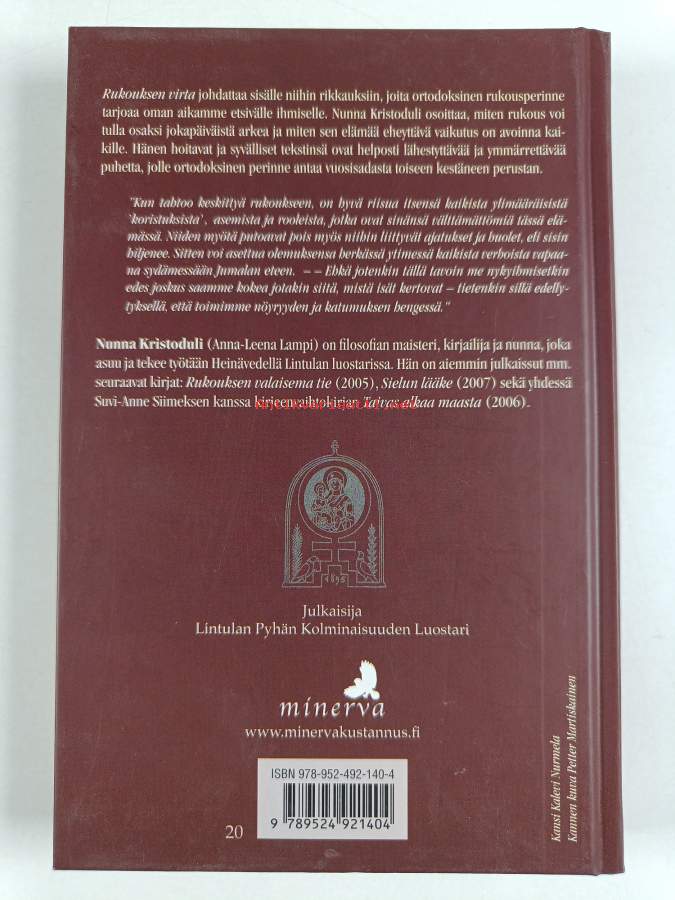 Rukouksen virta johdattaa sisälle niihin rikkauksiin, joita ortodoksinen rukousperinne
tarjoaa oman aikamme etsivälle ihmiselle. Nunna Kristoduli osoittaa, miten rukous voi
tulla osaksi jokapäiväistä arkea ja miten sen elämää eheyttävä vaikutus on avoinna kai-
kille. Hänen hoitavat ja syvälliset tekstinsä ovat helposti lähestyttävää ja ymmärrettävää
puhetta, jolle ortodoksinen perinne antaa vuosisadasta toiseen kestäneen perustan.
"Kun tahtoo keskittyä rukoukseen, on hyvä riisua itsensä kaikista ylimääräisistä
'koristuksista', asemista ja rooleista, jotka ovat sinänsä välttämättömiä tässä elä-
mässä. Niiden myötä putoavat pois myös niihin liittyvät ajatukset ja huolet, eli sisin
hiljenee. Sitten voi asettua olemuksensa herkässä ytimessä kaikista verhoista vapaa-
na sydämessään Jumalan eteen. – – Ehkä jotenkin tällä tavoin me nykyihmisetkin
edes joskus saamme kokea jotakin siitä, mistä isät kertovat – tietenkin sillä edelly-
tyksellä, että toimimme nöyryyden ja katumuksen hengessä."
Nunna Kristoduli (Anna-Leena Lampi) on filosofian maisteri, kirjailija ja nunna, joka
asuu ja tekee työtään Heinävedellä Lintulan luostarissa. Hän on aiemmin julkaissut mm.
seuraavat kirjat: Rukouksen valaisema tie (2005), Sielun lääke (2007) sekä yhdessä
Suvi-Anne Siimeksen kanssa kirjeenvaihtokirjan Taivas alkaa maasta (2006).
1895
Julkaisija
Lintulan Pyhän Kolminaisuuden Luostari
minerva
www.minervakustannus.fi
ISBN 978-952-492-140-4
9 789524 921404
20
Kansi Kalevi Nurmela
Kannen kuva Petter Martiskainen